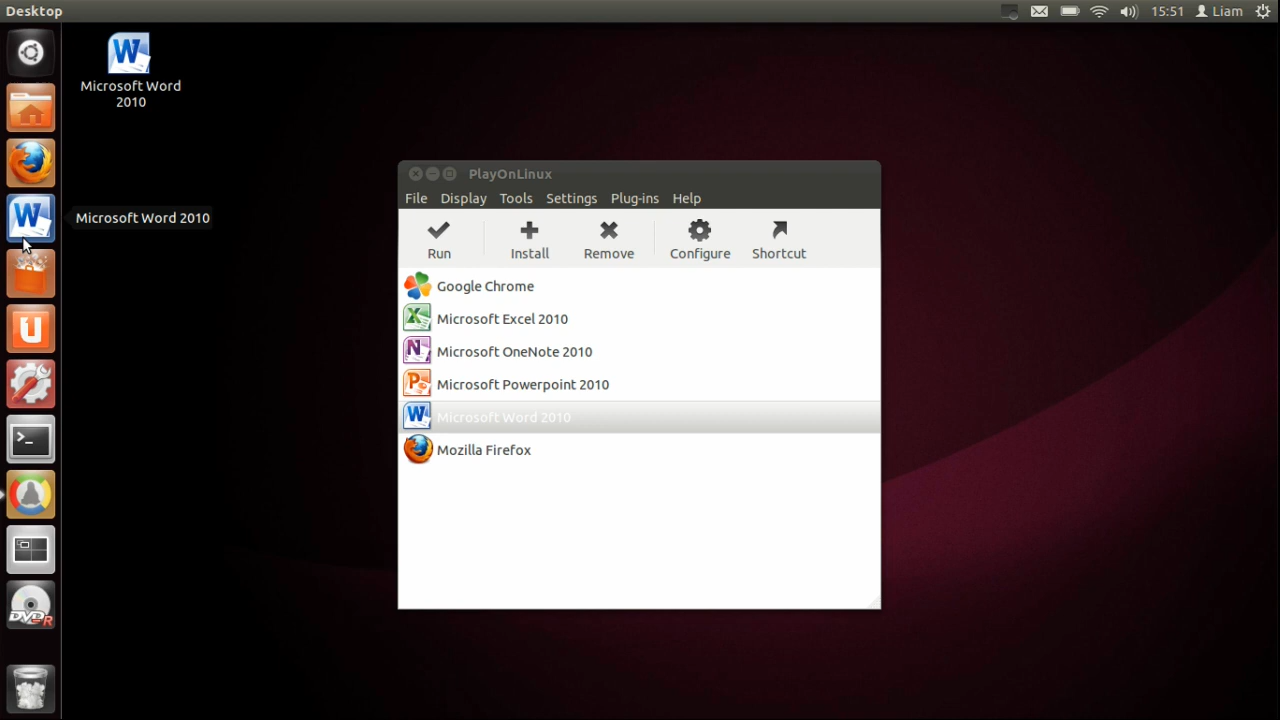 Desktop
15:51
Liam
Microsoft Word
2010
Microsoft Word 2010
PlayOnLinux
File Display Tools Settings Plug-ins Help
Run Install Remove Configure Shortcut
Google Chrome
Microsoft Excel 2010
Microsoft OneNote 2010
Microsoft Powerpoint 2010
Microsoft Word 2010
Mozilla Firefox
DVD-R